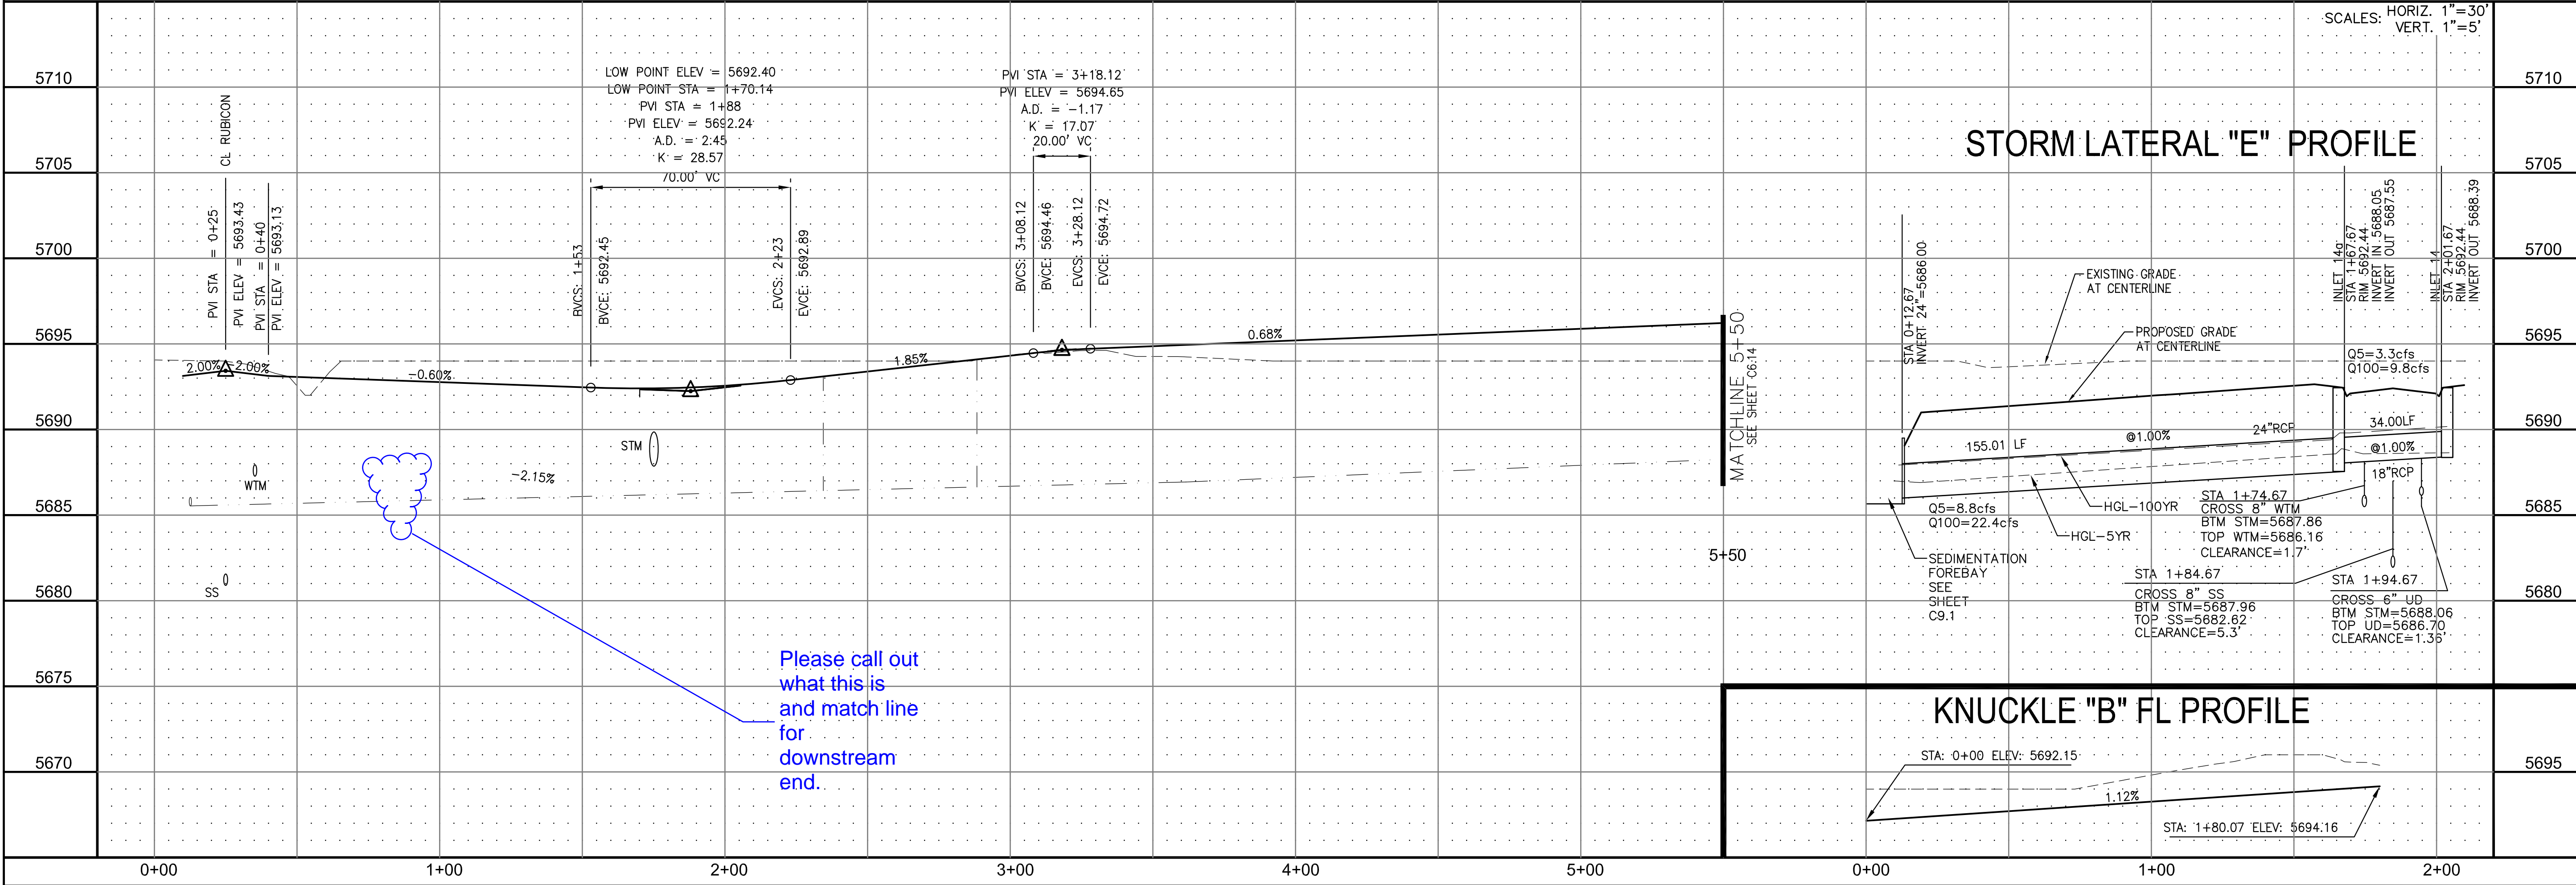 SCALES: HORIZ. 1"=30'
VERT. 1"=5'
5710
5705
5700
5695
5690
5685
5680
5675
5670
CL RUBICON
PVI STA = 0+25
PVI ELEV = 5693.43
PVI STA = 0+40
PVI ELEV = 5693.13
LOW POINT ELEV = 5692.40
LOW POINT STA = 1+70.14
PVI STA = 1+88
PVI ELEV = 5692.24
A.D. = 2.45
K = 28.57
70.00' VC
BVCS: 1+53
BVCE: 5692.45
EVCS: 2+23
EVCE: 5692.89
PVI STA = 3+18.12
PVI ELEV = 5694.65
A.D. = -1.17
K = 17.07
20.00' VC
BVCS: 3+08.12
BVCE: 5694.46
EVCS: 3+28.12
EVCE: 5694.72
2.00%
-2.00%
-0.60%
1.85%
0.68%
STM
WTM
-2.15%
SS
Please call out
what this is
and match line
for
downstream
end.
MATCHLINE 5+50
SEE SHEET C6.14
5+50
STORM LATERAL "E" PROFILE
STA 0+12.67
INVERT 24"=5686.00
EXISTING GRADE
AT CENTERLINE
PROPOSED GRADE
AT CENTERLINE
INLET 14a
STA 1+67.67
RIM 5692.44
INVERT IN 5688.05
INVERT OUT 5687.55
INLET 14
STA 2+01.67
RIM 5692.44
INVERT OUT 5688.39
Q5=3.3cfs
Q100=9.8cfs
155.01 LF
@1.00%
24"RCP
34.00LF
@1.00%
18"RCP
Q5=8.8cfs
Q100=22.4cfs
HGL-100YR
HGL-5YR
SEDIMENTATION
FOREBAY
SEE
SHEET
C9.1
STA 1+74.67
CROSS 8" WTM
BTM STM=5687.86
TOP WTM=5686.16
CLEARANCE=1.7'
STA 1+84.67
CROSS 8" SS
BTM STM=5687.96
TOP SS=5682.62
CLEARANCE=5.3'
STA 1+94.67
CROSS 6" UD
BTM STM=5688.06
TOP UD=5686.70
CLEARANCE=1.36'
5710
5705
5700
5695
5690
5685
5680
KNUCKLE "B" FL PROFILE
STA: 0+00 ELEV: 5692.15
1.12%
STA: 1+80.07 ELEV: 5694.16
5695
0+00
1+00
2+00
3+00
4+00
5+00
0+00
1+00
2+00